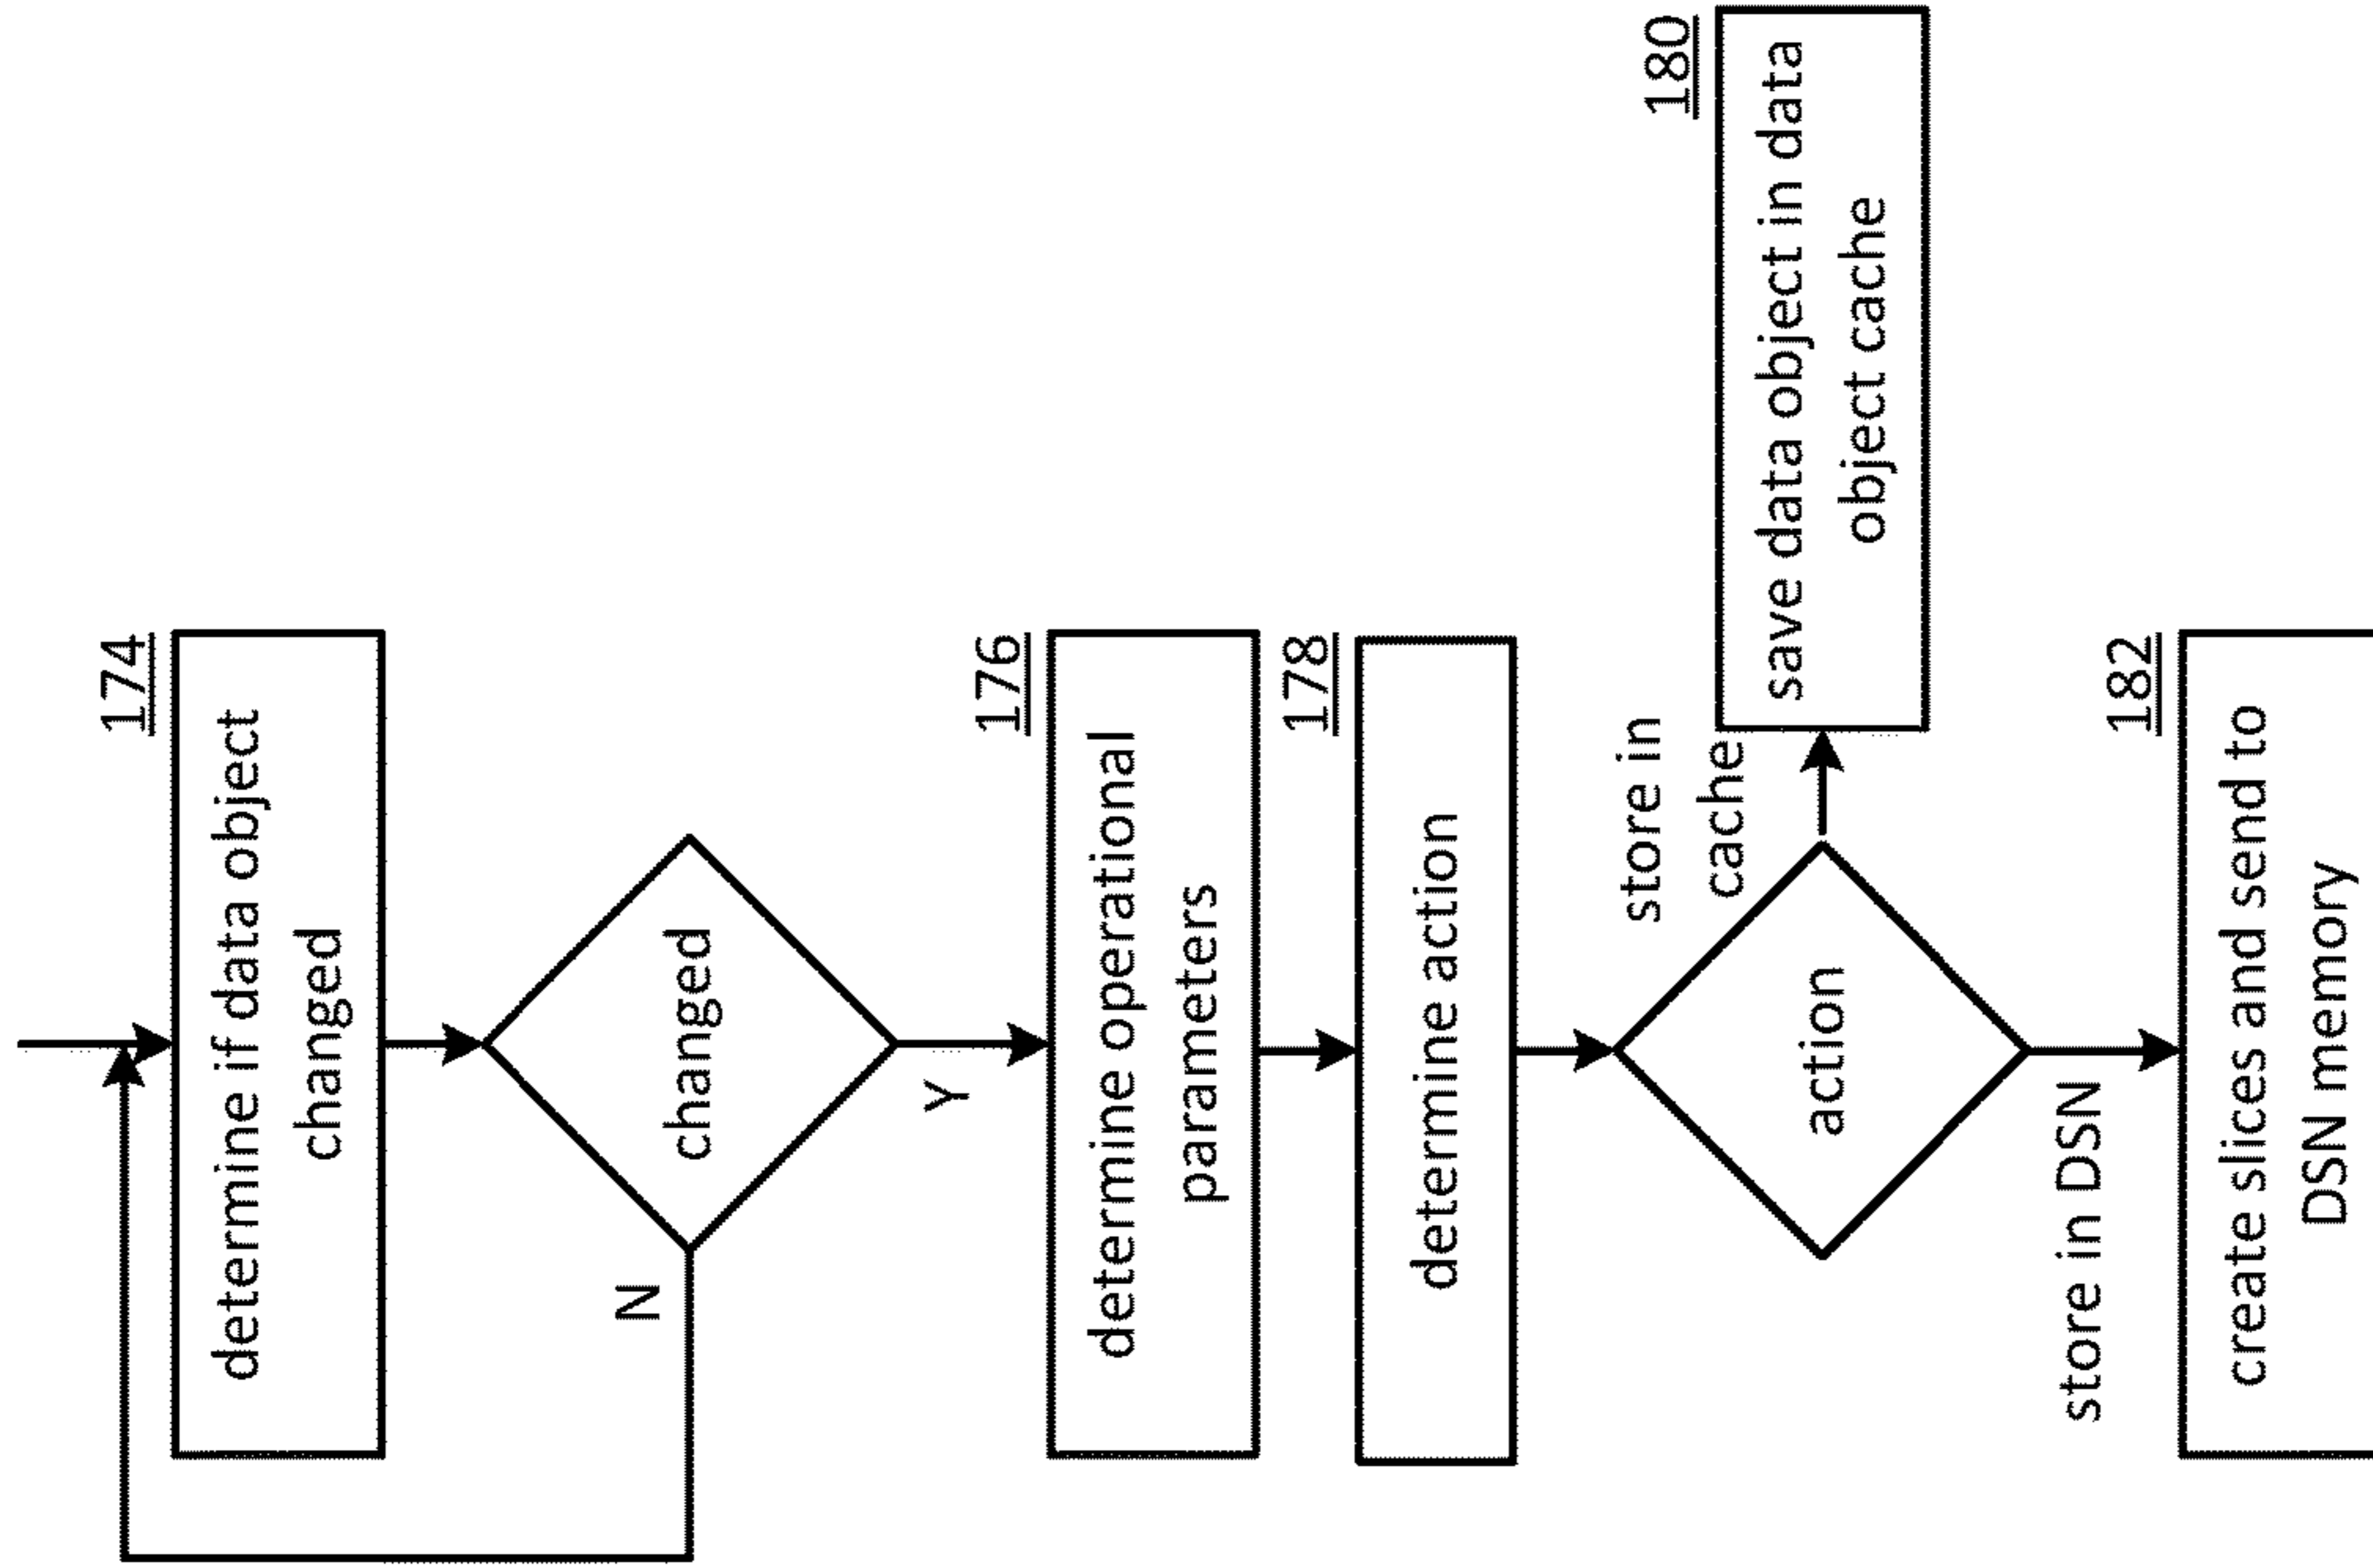 174
determine if data object
changed
changed
N
Y
176
determine operational
parameters
178
determine action
action
store in
cache
180
save data object in data
object cache
store in DSN
182
create slices and send to
DSN memory